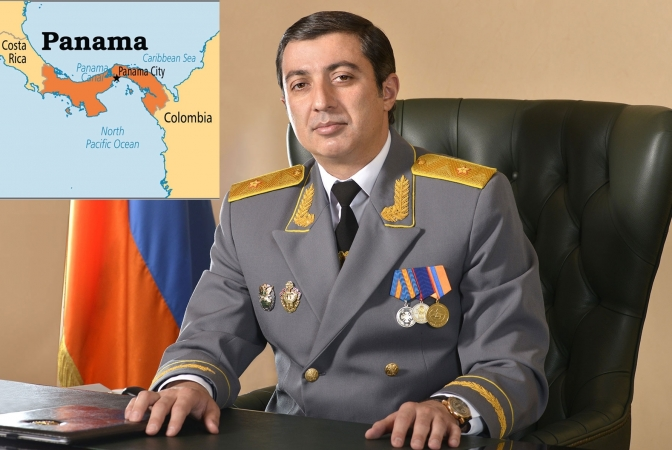 Panama
Costa
Rica
Caribbean Sea
Panama
Canal
Panama City
Colombia
North
Pacific Ocean